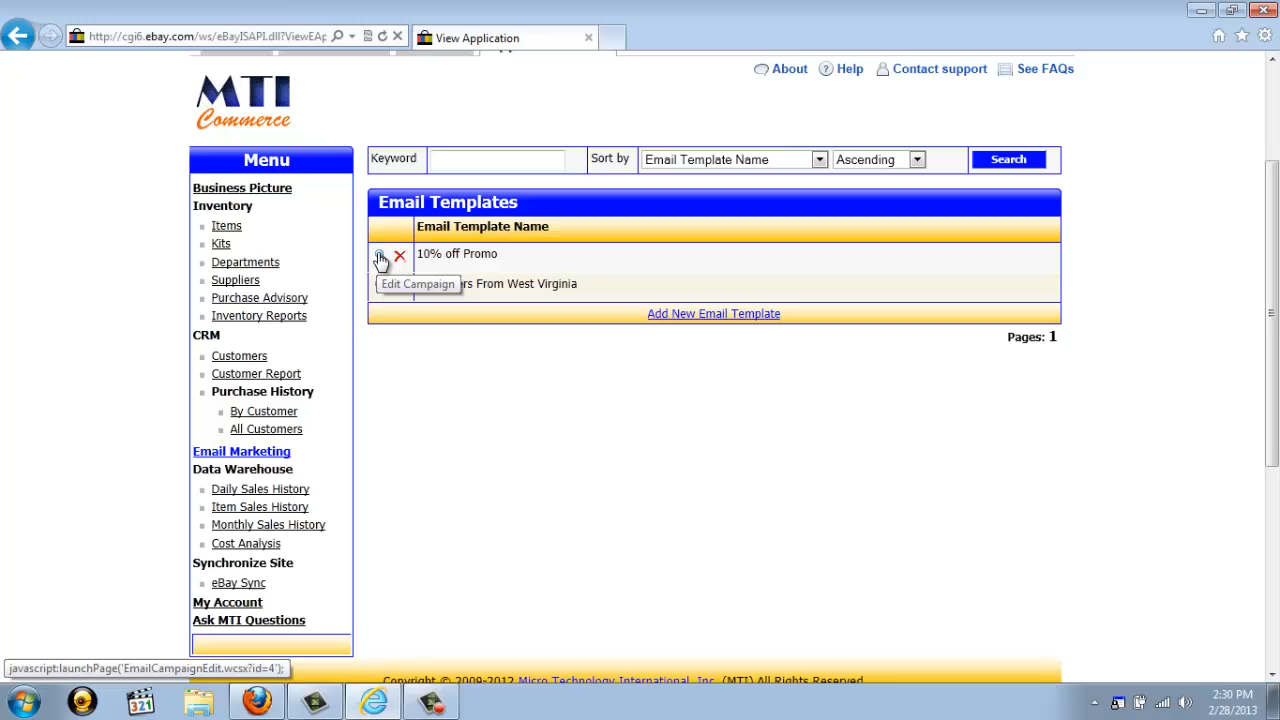 http://cgi6.ebay.com/ws/eBayISAPI.dll?ViewEAp
View Application
About
Help
Contact support
See FAQs
MTI
Commerce
Menu
Business Picture
Inventory
Items
Kits
Departments
Suppliers
Purchase Advisory
Inventory Reports
CRM
Customers
Customer Report
Purchase History
By Customer
All Customers
Email Marketing
Data Warehouse
Daily Sales History
Item Sales History
Monthly Sales History
Cost Analysis
Synchronize Site
eBay Sync
My Account
Ask MTI Questions
Keyword
Sort by
Email Template Name
Ascending
Search
Email Templates
Email Template Name
10% off Promo
Edit Campaign
From West Virginia
Add New Email Template
Pages: 1
javascript:launchPage('EmailCampaignEdit.wcsx?id=4');
Copyright © 2009-2012 Micro Technology International, Inc. (MTI) All Rights Reserved
321
2:30 PM
2/28/2013